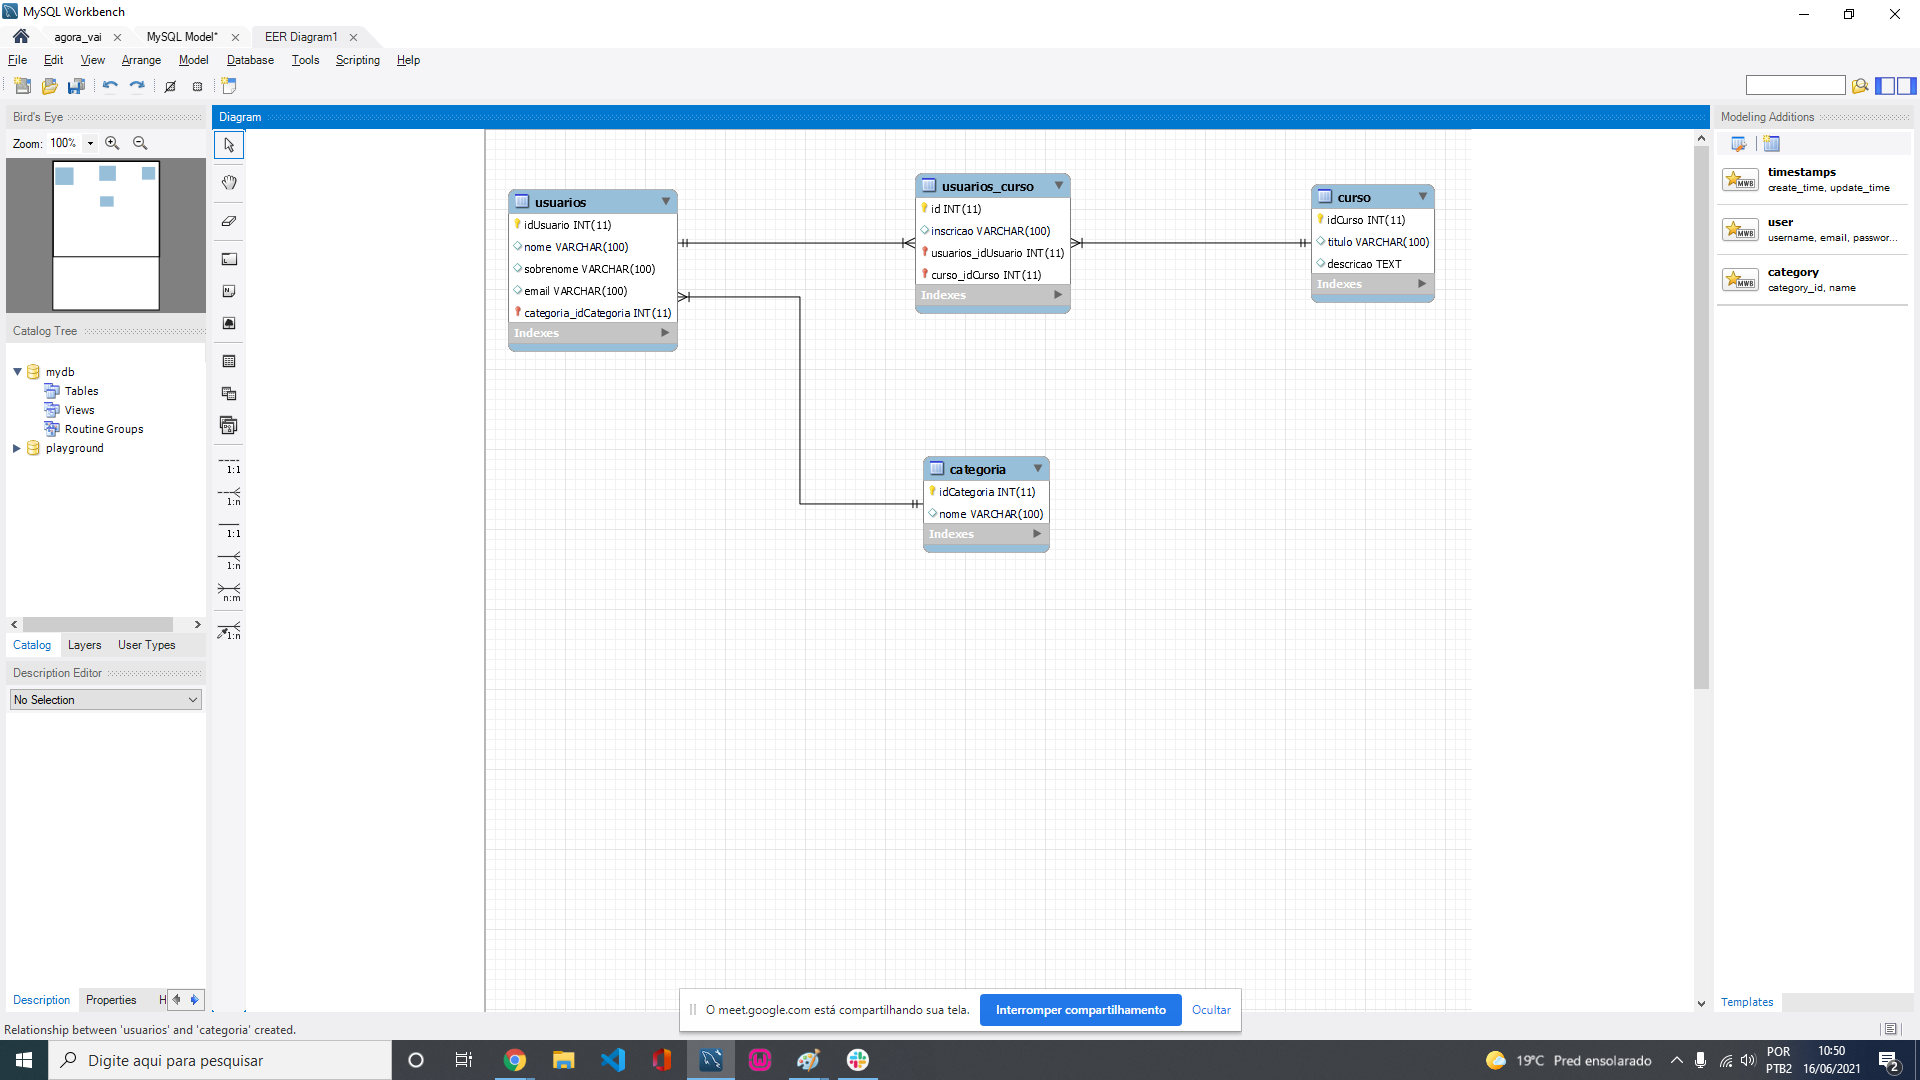 MySQL Workbench
agora_vai
MySQL Model*
EER Diagram1
File Edit View Arrange Model Database Tools Scripting Help
Bird's Eye
Zoom: 100%
Catalog Tree
mydb
Tables
Views
Routine Groups
playground
Catalog Layers User Types
Description Editor
No Selection
Description Properties H
Diagram
1:1
1:n
1:1
1:n
n:m
1:n
usuarios
idUsuario INT(11)
nome VARCHAR(100)
sobrenome VARCHAR(100)
email VARCHAR(100)
categoria_idCategoria INT(11)
Indexes
usuarios_curso
id INT(11)
inscricao VARCHAR(100)
usuarios_idUsuario INT(11)
curso_idCurso INT(11)
Indexes
curso
idCurso INT(11)
titulo VARCHAR(100)
descricao TEXT
Indexes
categoria
idCategoria INT(11)
nome VARCHAR(100)
Indexes
Modeling Additions
MWB
timestamps
create_time, update_time
MWB
user
username, email, passwor...
MWB
category
category_id, name
Templates
O meet.google.com está compartilhando sua tela.
Interromper compartilhamento
Ocultar
Relationship between 'usuarios' and 'categoria' created.
Digite aqui para pesquisar
19°C Pred ensolarado
POR
PTB2
10:50
16/06/2021
2